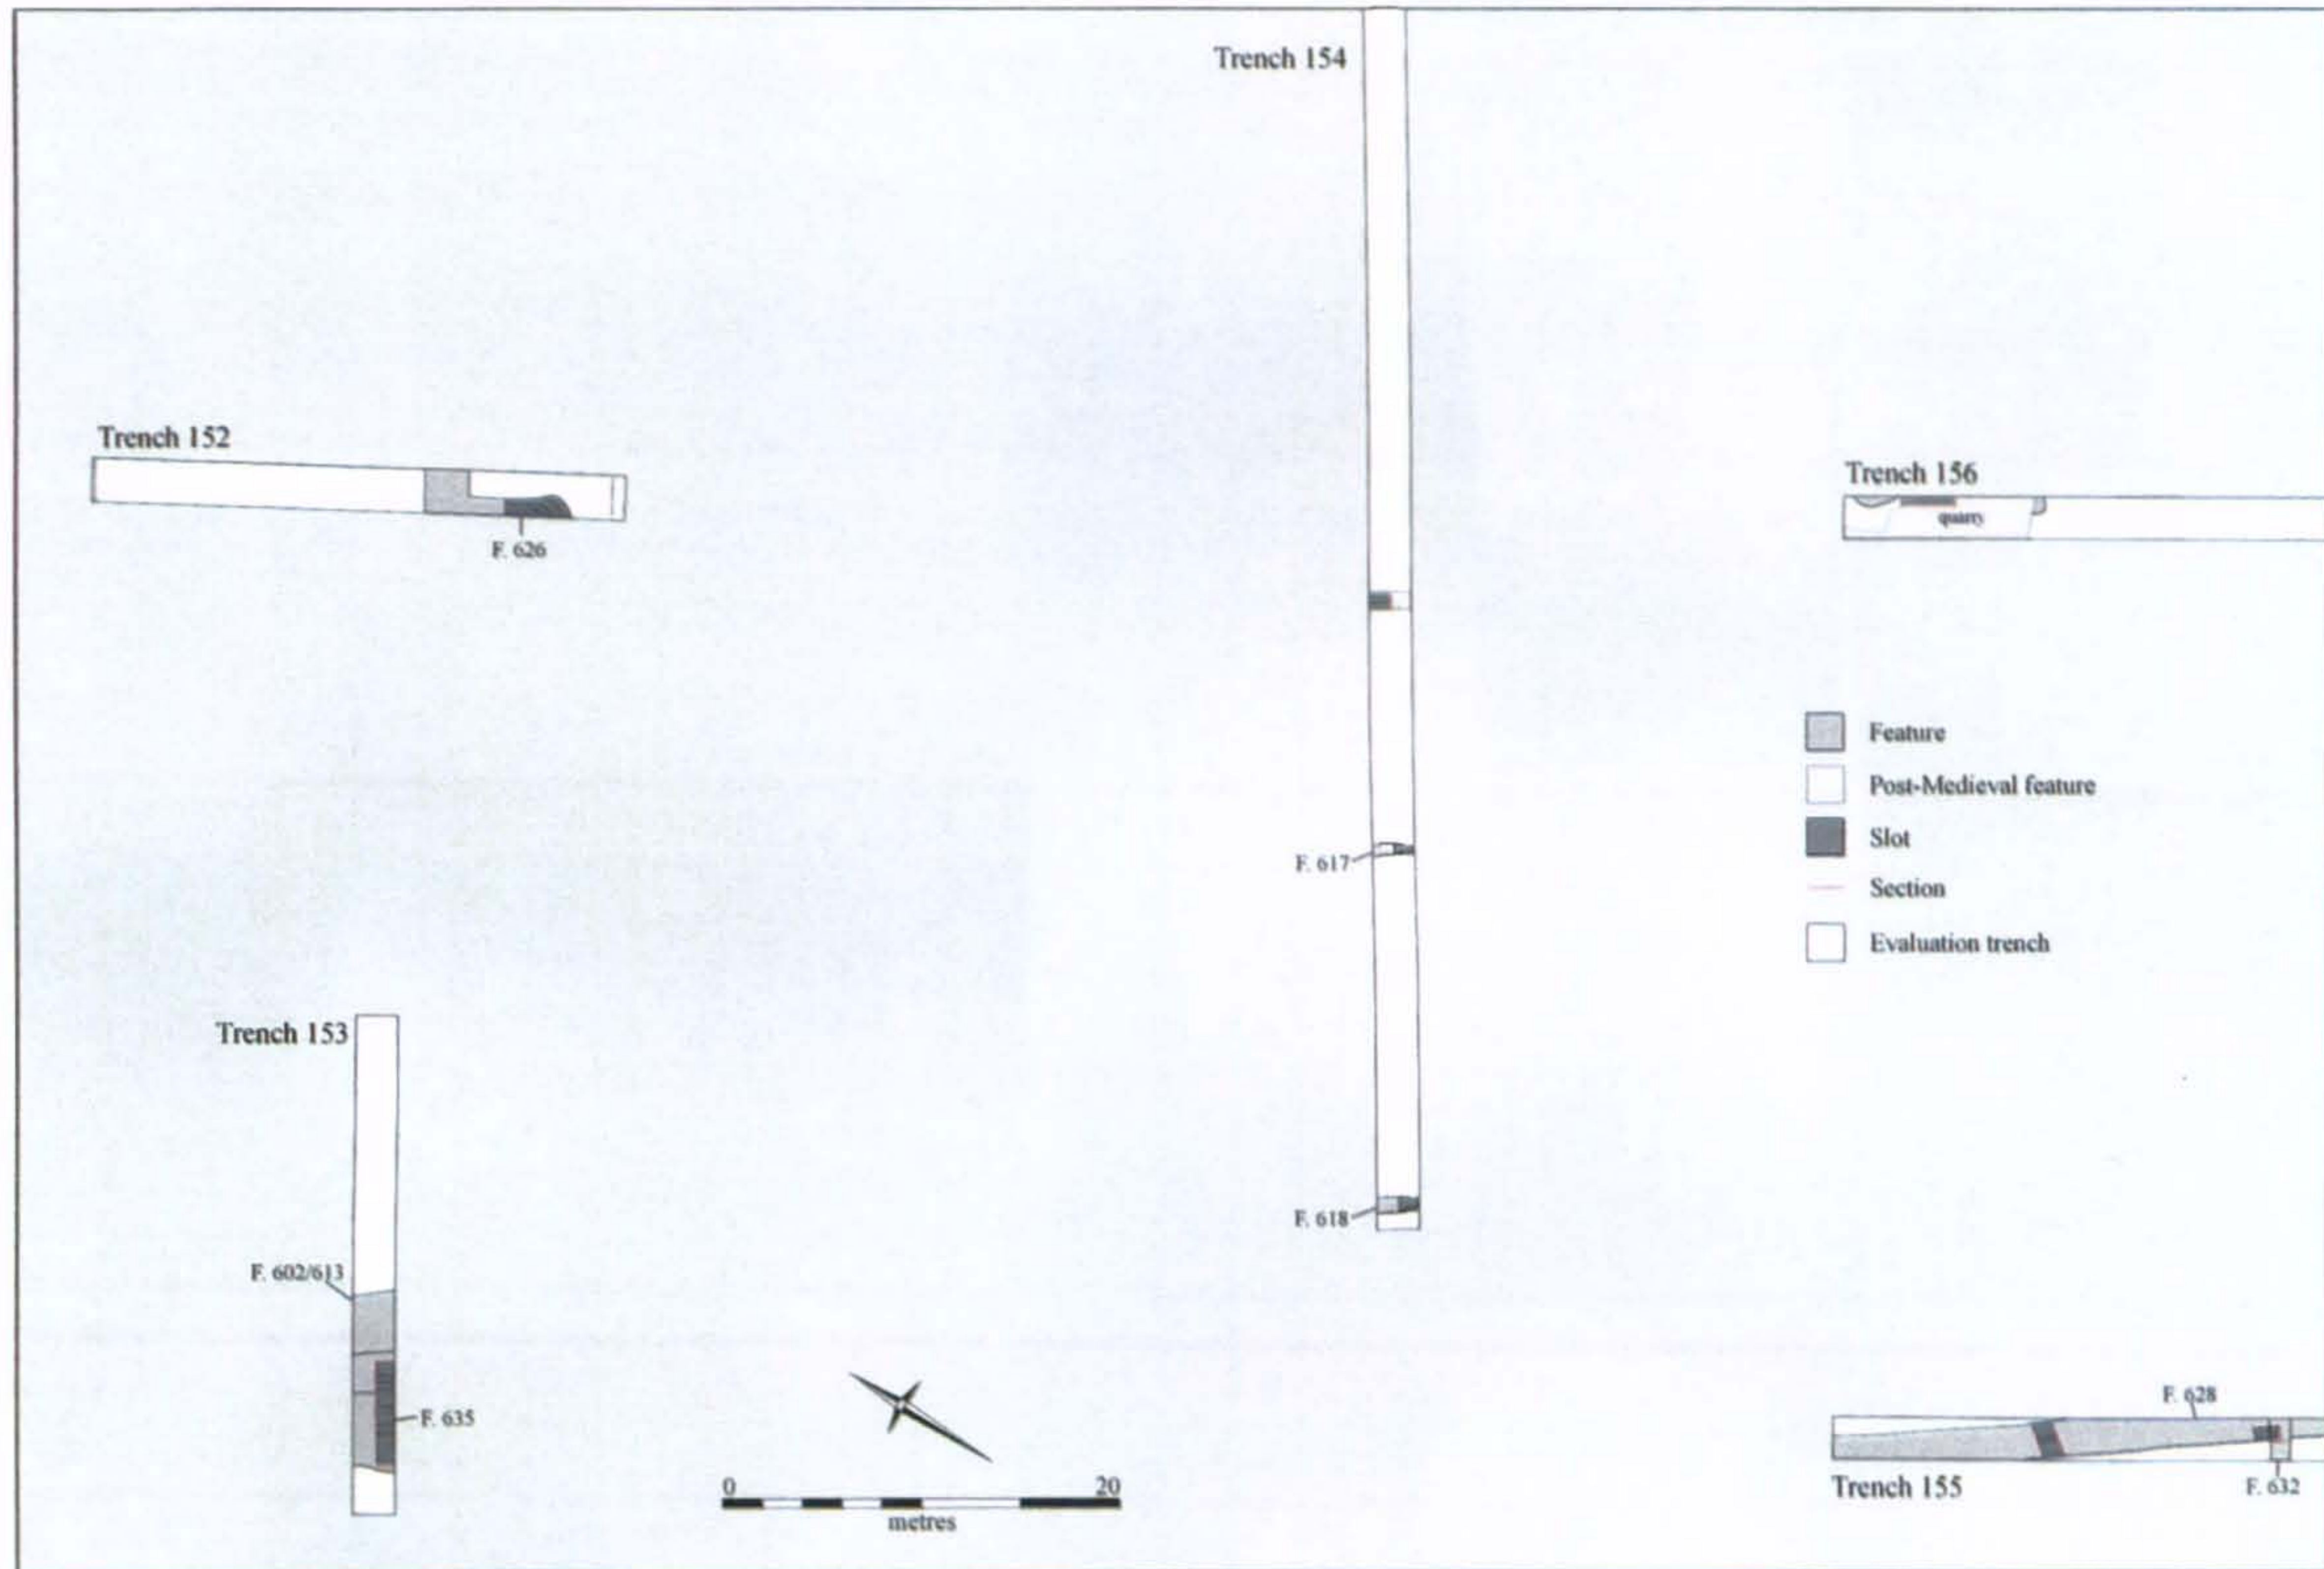 Trench 154
Trench 152
F. 626
Trench 156
quarry
Feature
Post-Medieval feature
Slot
Section
Evaluation trench
F. 617
Trench 153
F. 618
F. 602/613
F. 635
0 20
metres
F. 628
Trench 155
F. 632